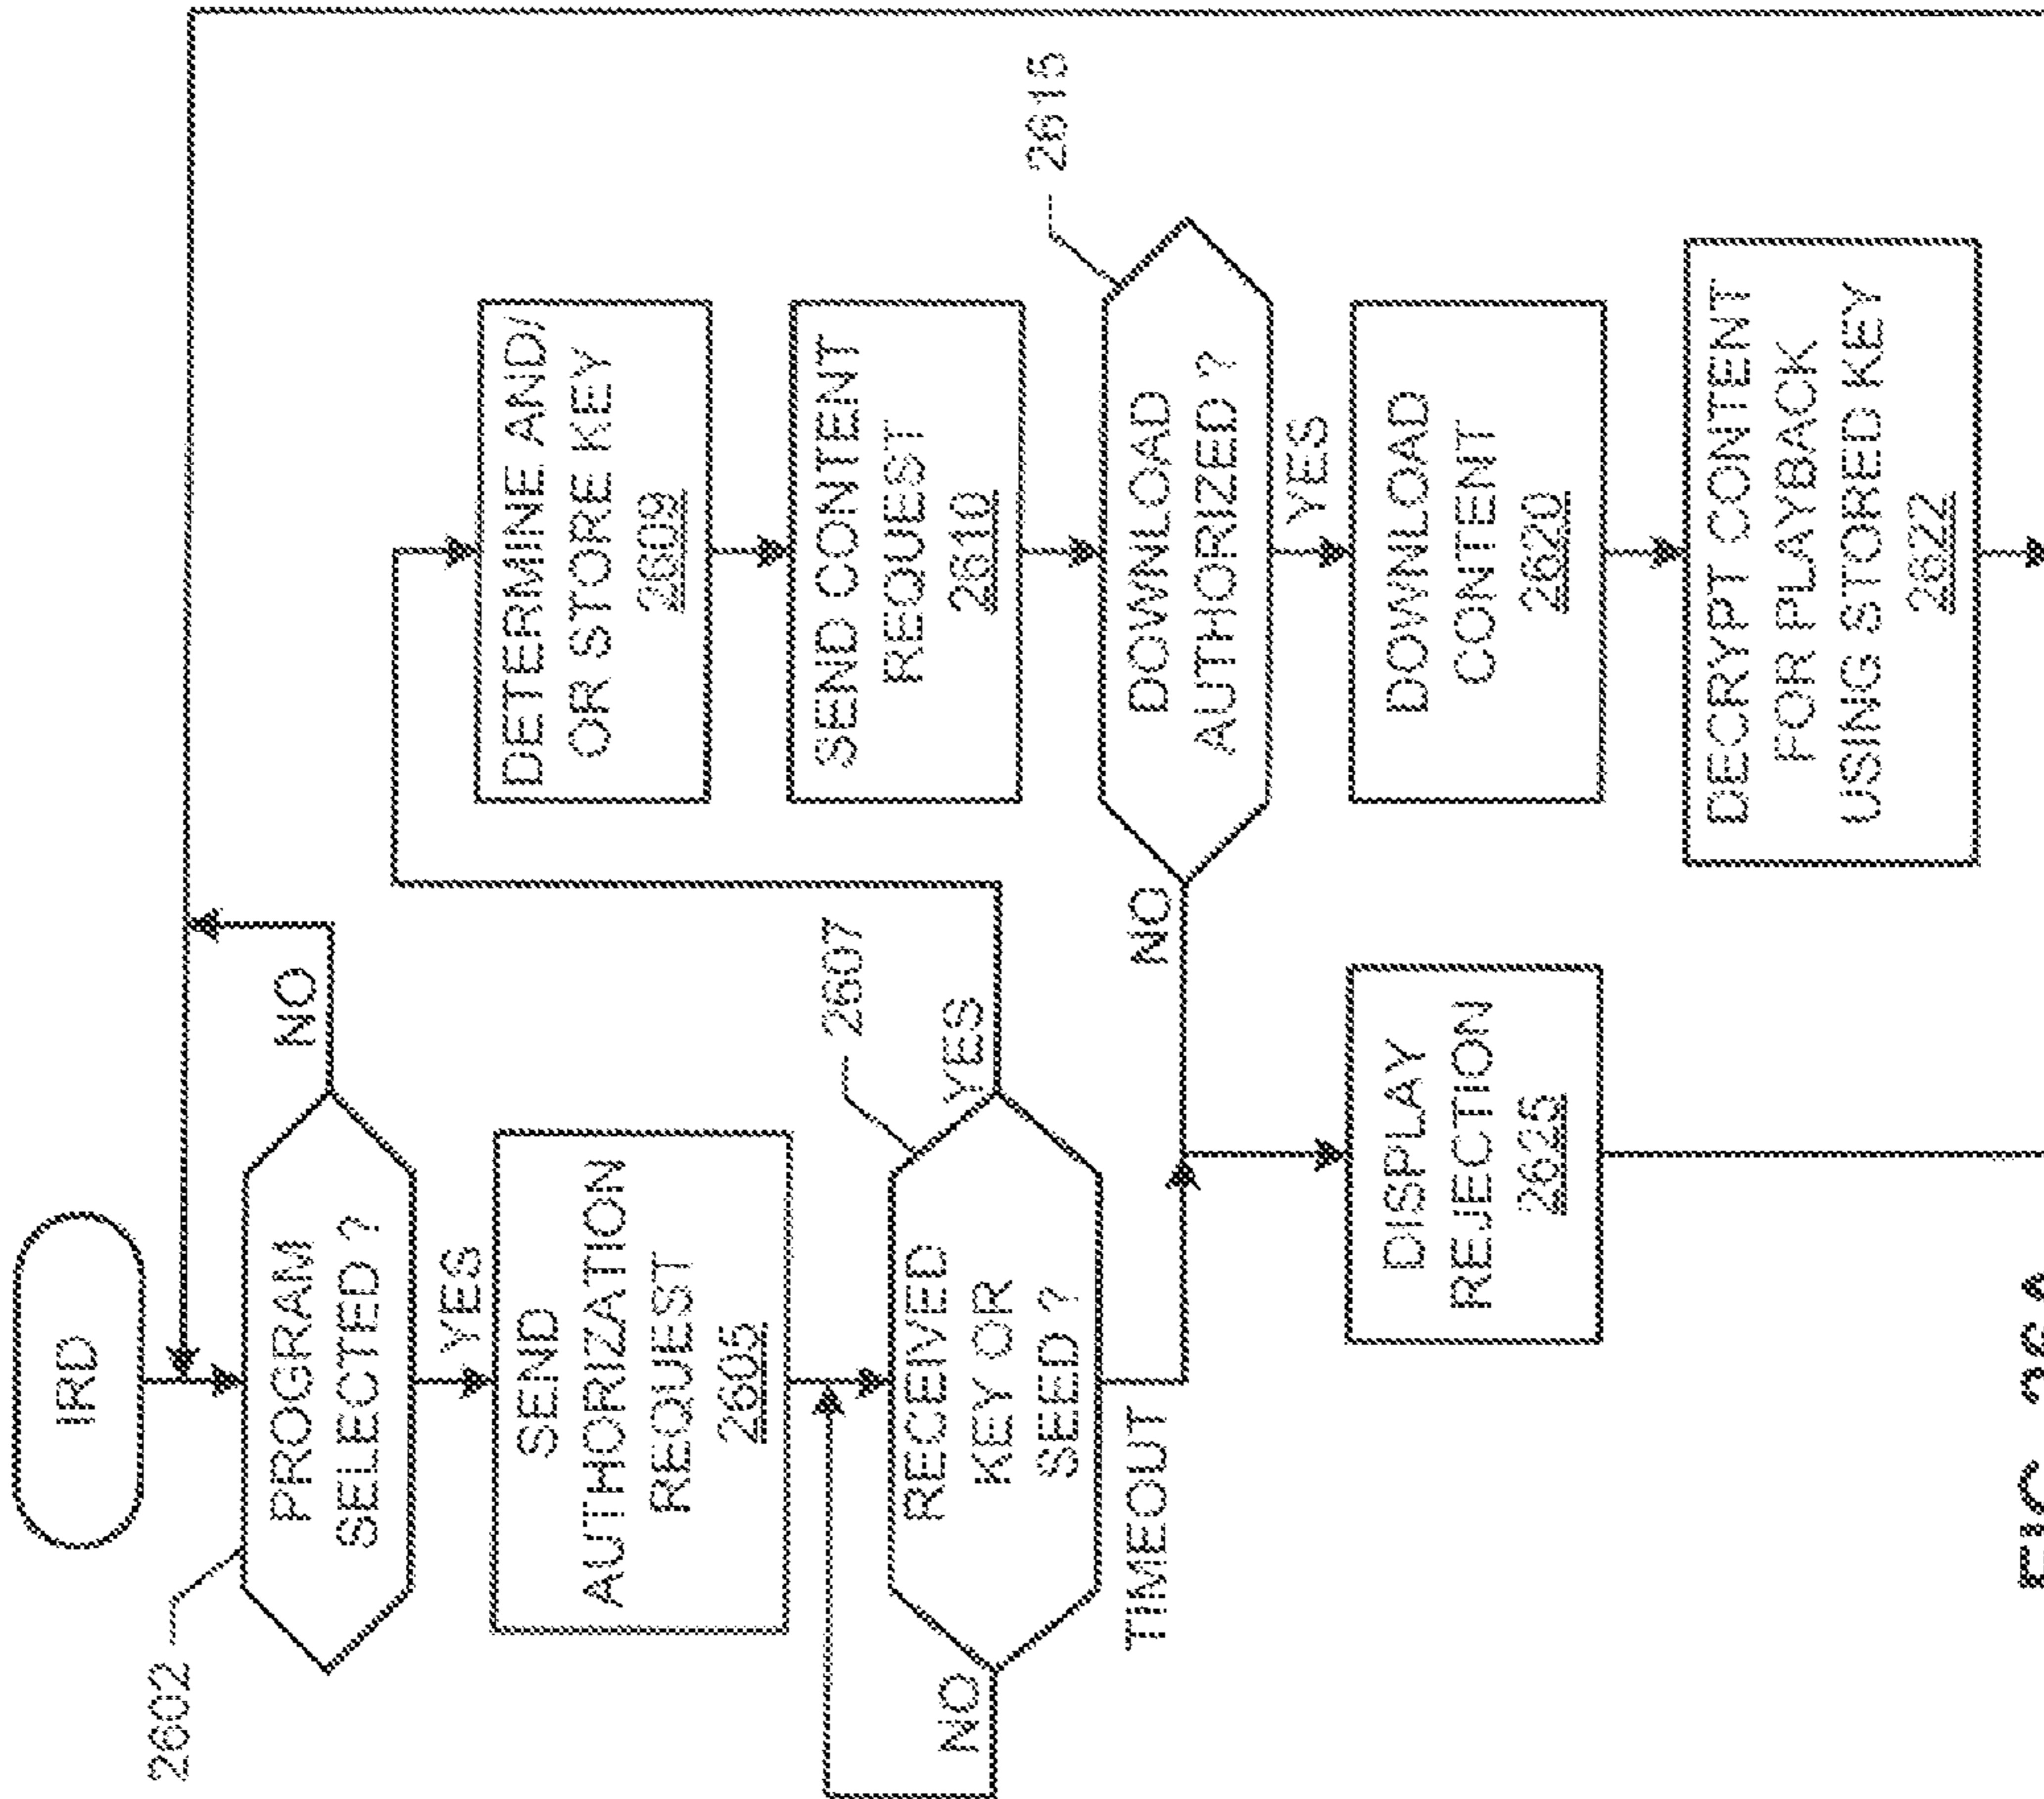 IRD
2602
PROGRAM
SELECTED ?
NO
YES
SEND
AUTHORIZATION
REQUEST
2605
2607
RECEIVED
KEY OR
SEED ?
NO
YES
TIMEOUT
DETERMINE AND/
OR STORE KEY
2609
SEND CONTENT
REQUEST
2610
2615
DOWNLOAD
AUTHORIZED ?
NO
YES
DOWNLOAD
CONTENT
2620
DECRYPT CONTENT
FOR PLAYBACK
USING STORED KEY
2622
DISPLAY
REJECTION
2625